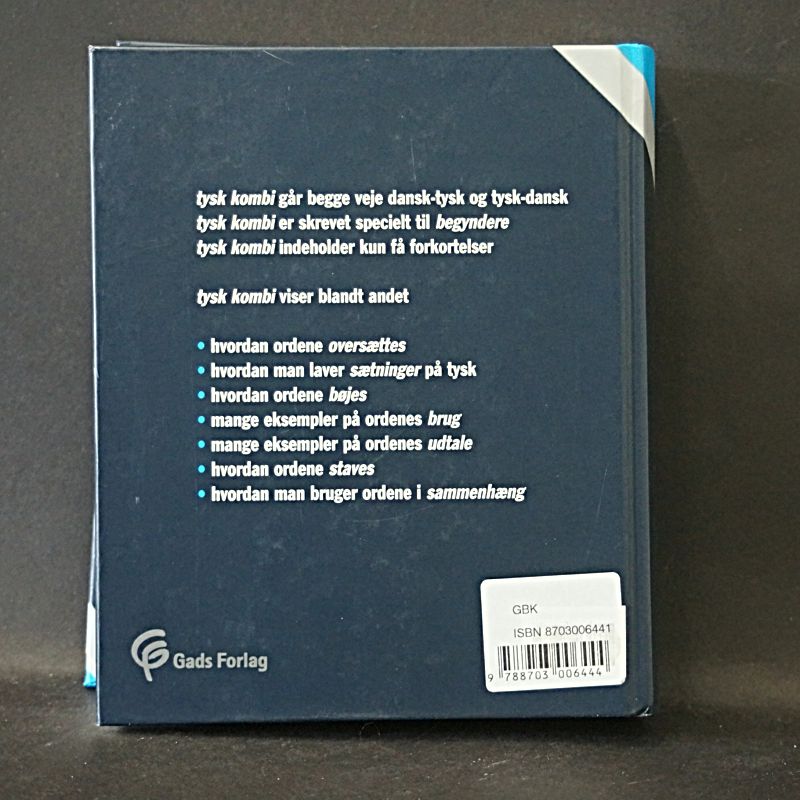 tysk kombi går begge veje dansk-tysk og tysk-dansk
tysk kombi er skrevet specielt til begyndere
tysk kombi indeholder kun få forkortelser
tysk kombi viser blandt andet
• hvordan ordene oversættes
• hvordan man laver sætninger på tysk
• hvordan ordene bøjes
• mange eksempler på ordenes brug
• mange eksempler på ordenes udtale
• hvordan ordene staves
• hvordan man bruger ordene i sammenhæng
Gads Forlag
GBK
ISBN 8703006441
9 788703 006444